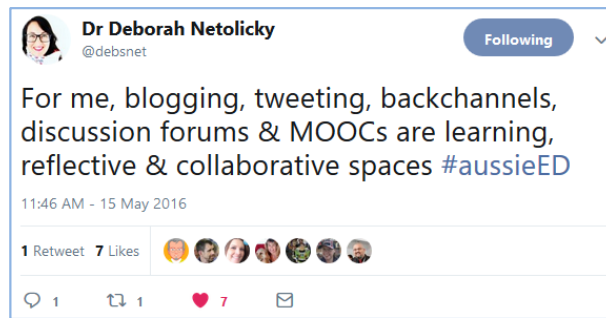 Dr Deborah Netolicky
@debsnet
Following
For me, blogging, tweeting, backchannels,
discussion forums & MOOCs are learning,
reflective & collaborative spaces #aussieED
11:46 AM - 15 May 2016
1 Retweet 7 Likes
1 1 7